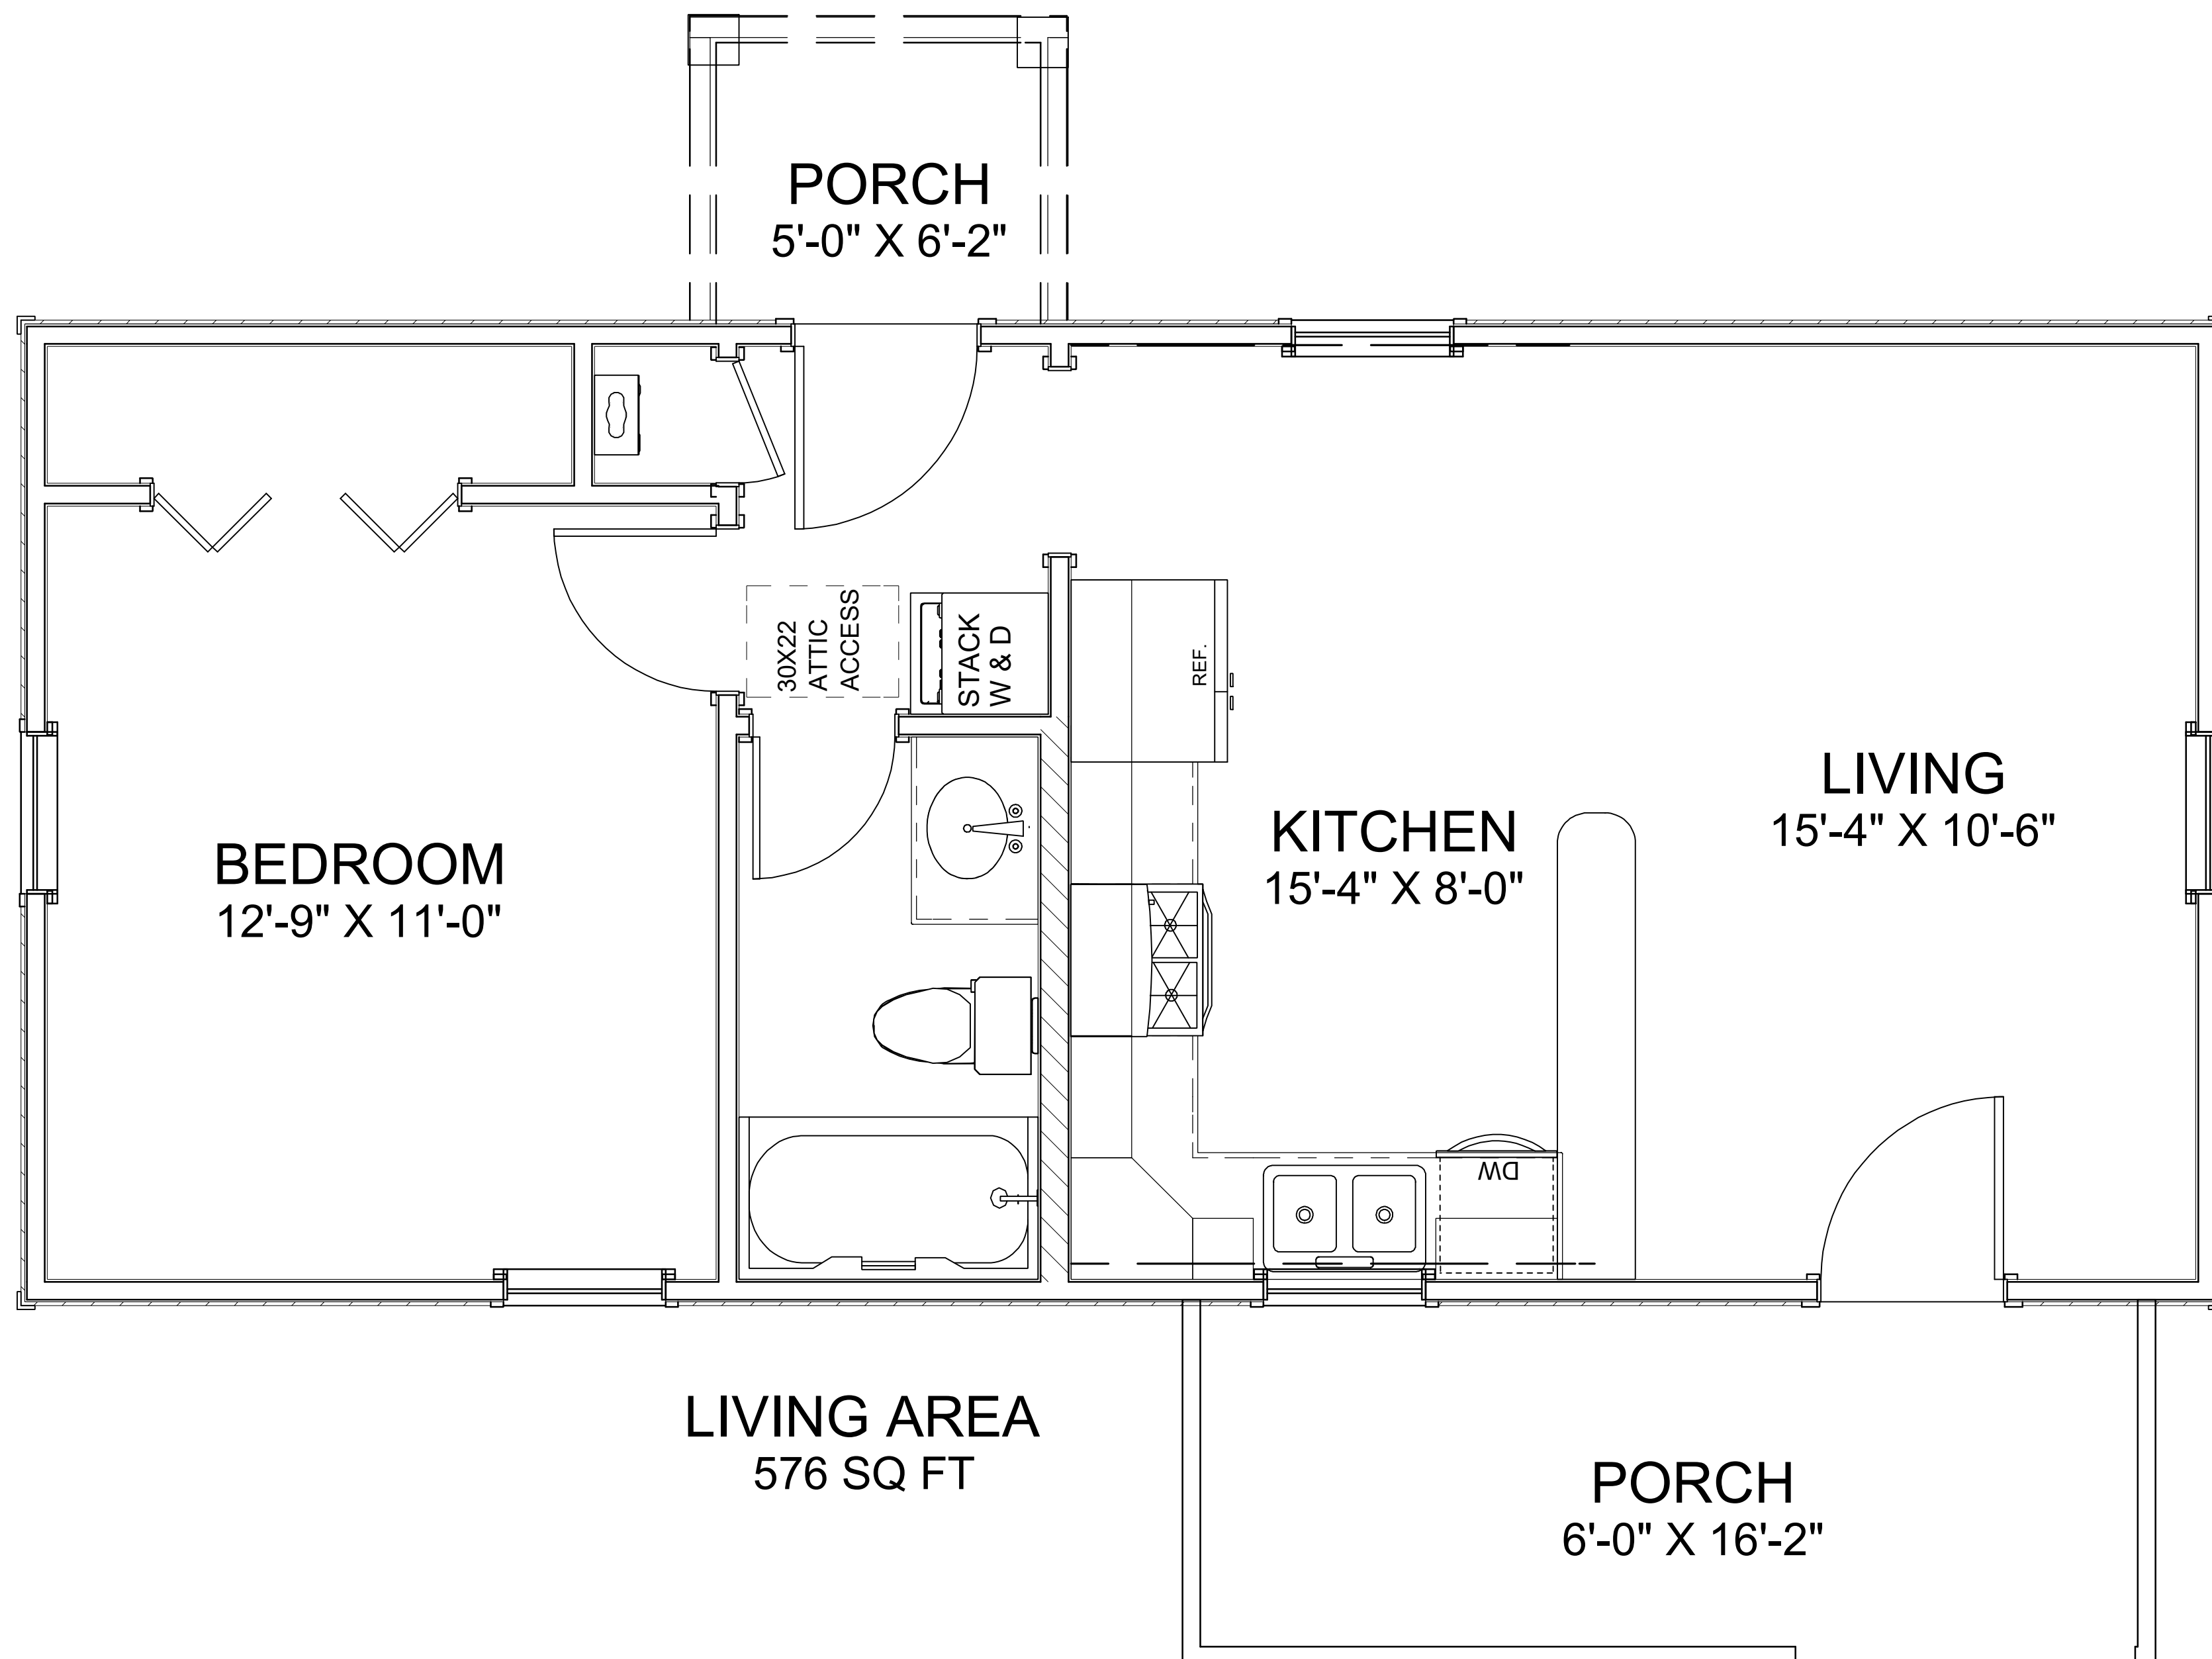 PORCH
5'-0" X 6'-2"
30X22
ATTIC
ACCESS
STACK
W & D
REF.
LIVING
15'-4" X 10'-6"
KITCHEN
15'-4" X 8'-0"
BEDROOM
12'-9" X 11'-0"
DW
LIVING AREA
576 SQ FT
PORCH
6'-0" X 16'-2"